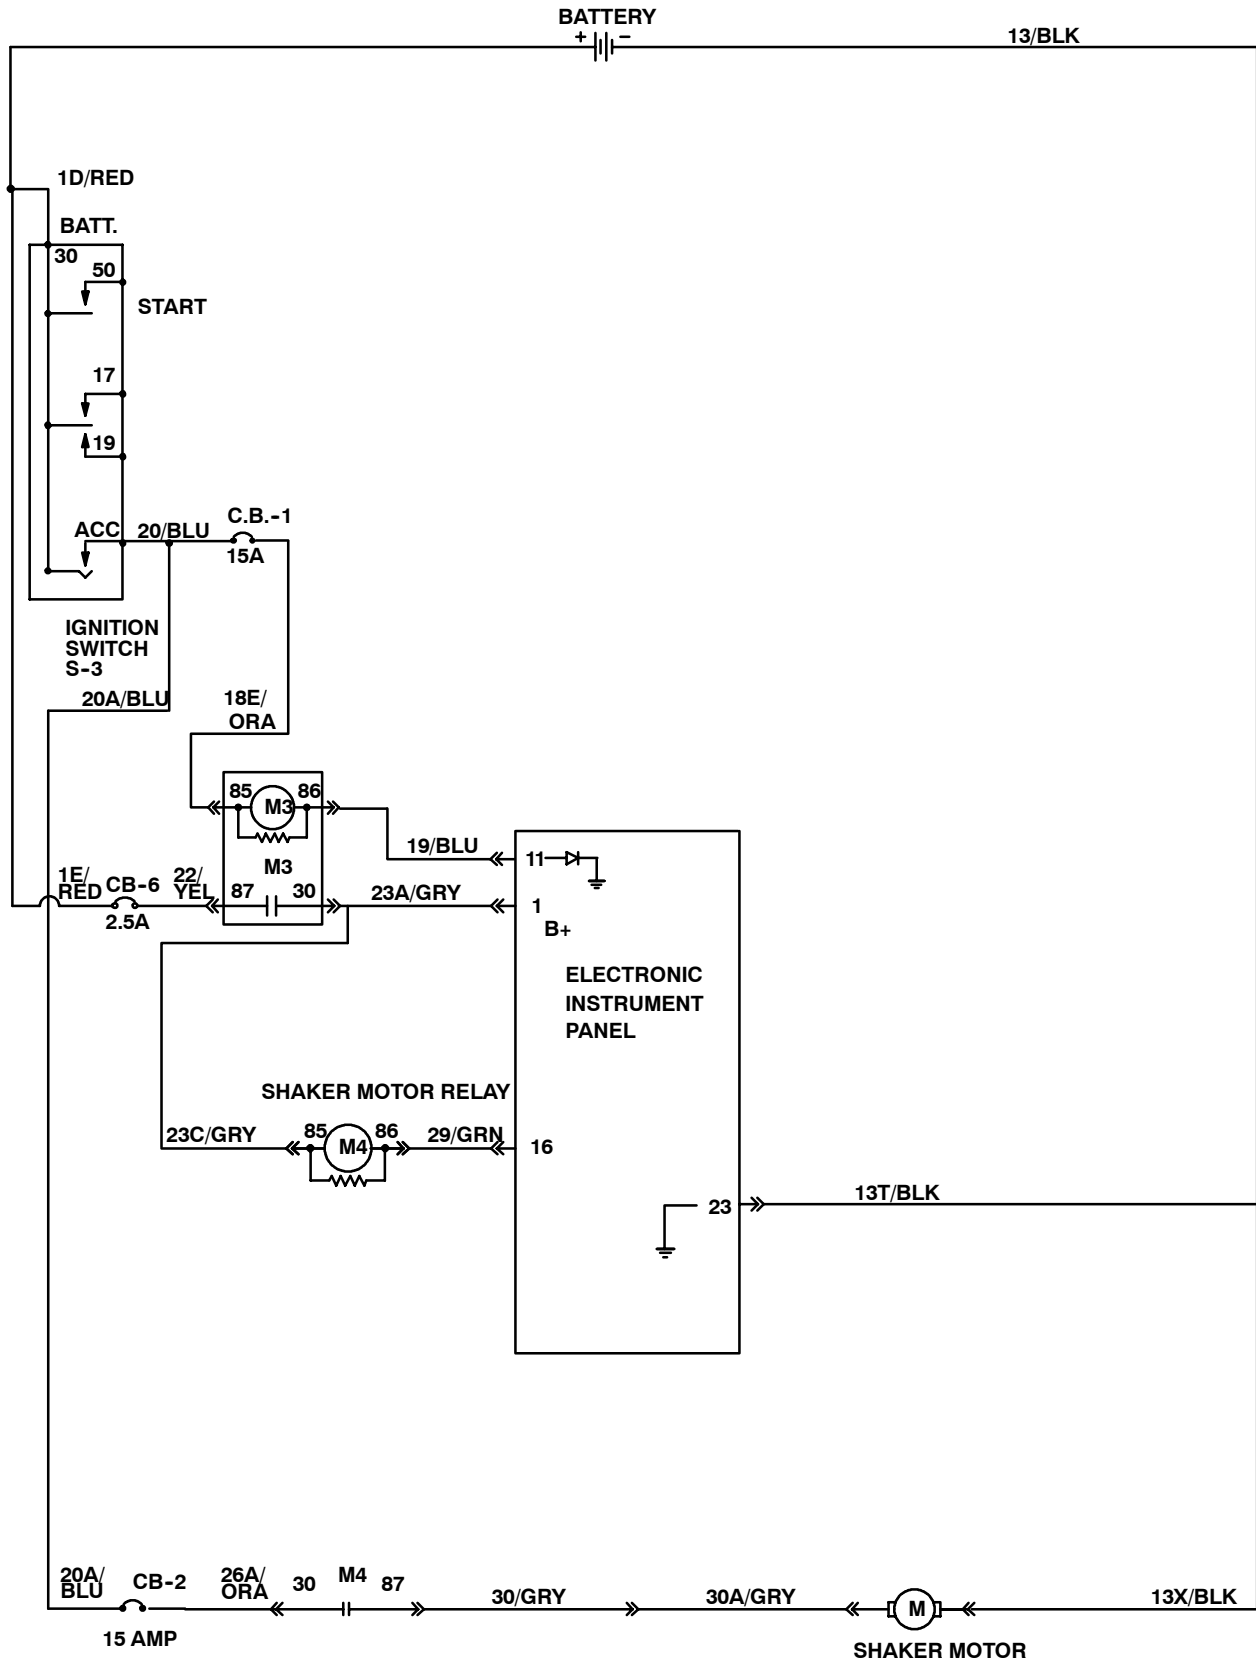 BATTERY
+ −
13/BLK
1D/RED
BATT.
30
50
START
17
19
ACC
20/BLU
C.B.-1
15A
IGNITION
SWITCH
S-3
20A/BLU
18E/
ORA
85
M3
86
19/BLU
11
M3
1E/
RED
CB-6
2.5A
22/
YEL
87
30
23A/GRY
1
B+
ELECTRONIC
INSTRUMENT
PANEL
SHAKER MOTOR RELAY
23C/GRY
85
M4
86
29/GRN
16
23
13T/BLK
20A/
BLU
CB-2
15 AMP
26A/
ORA
30
M4
87
30/GRY
30A/GRY
M
13X/BLK
SHAKER MOTOR